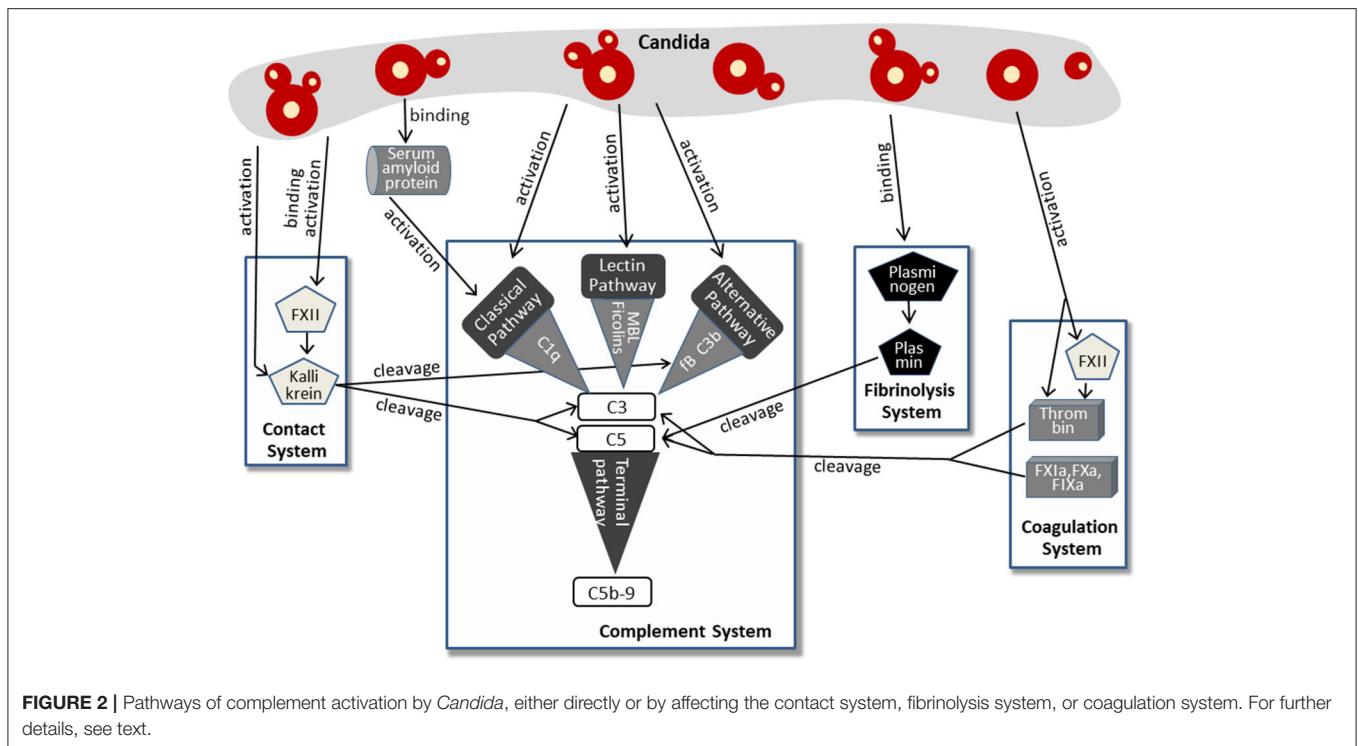 Candida
binding
Serum
amyloid
protein
activation
binding
activation
activation
activation
activation
activation
binding
activation
FXII
Kalli
krein
Contact
System
cleavage
cleavage
Classical
Pathway
C1q
Lectin
Pathway
MBL
Ficolins
Alternative
Pathway
fB C3b
C3
C5
Terminal
pathway
C5b-9
Complement System
Plasmi
nogen
Plas
min
Fibrinolysis
System
cleavage
cleavage
FXII
Throm
bin
FXIa,FXa,
FIXa
Coagulation
System
FIGURE 2 | Pathways of complement activation by Candida, either directly or by affecting the contact system, fibrinolysis system, or coagulation system. For further
details, see text.